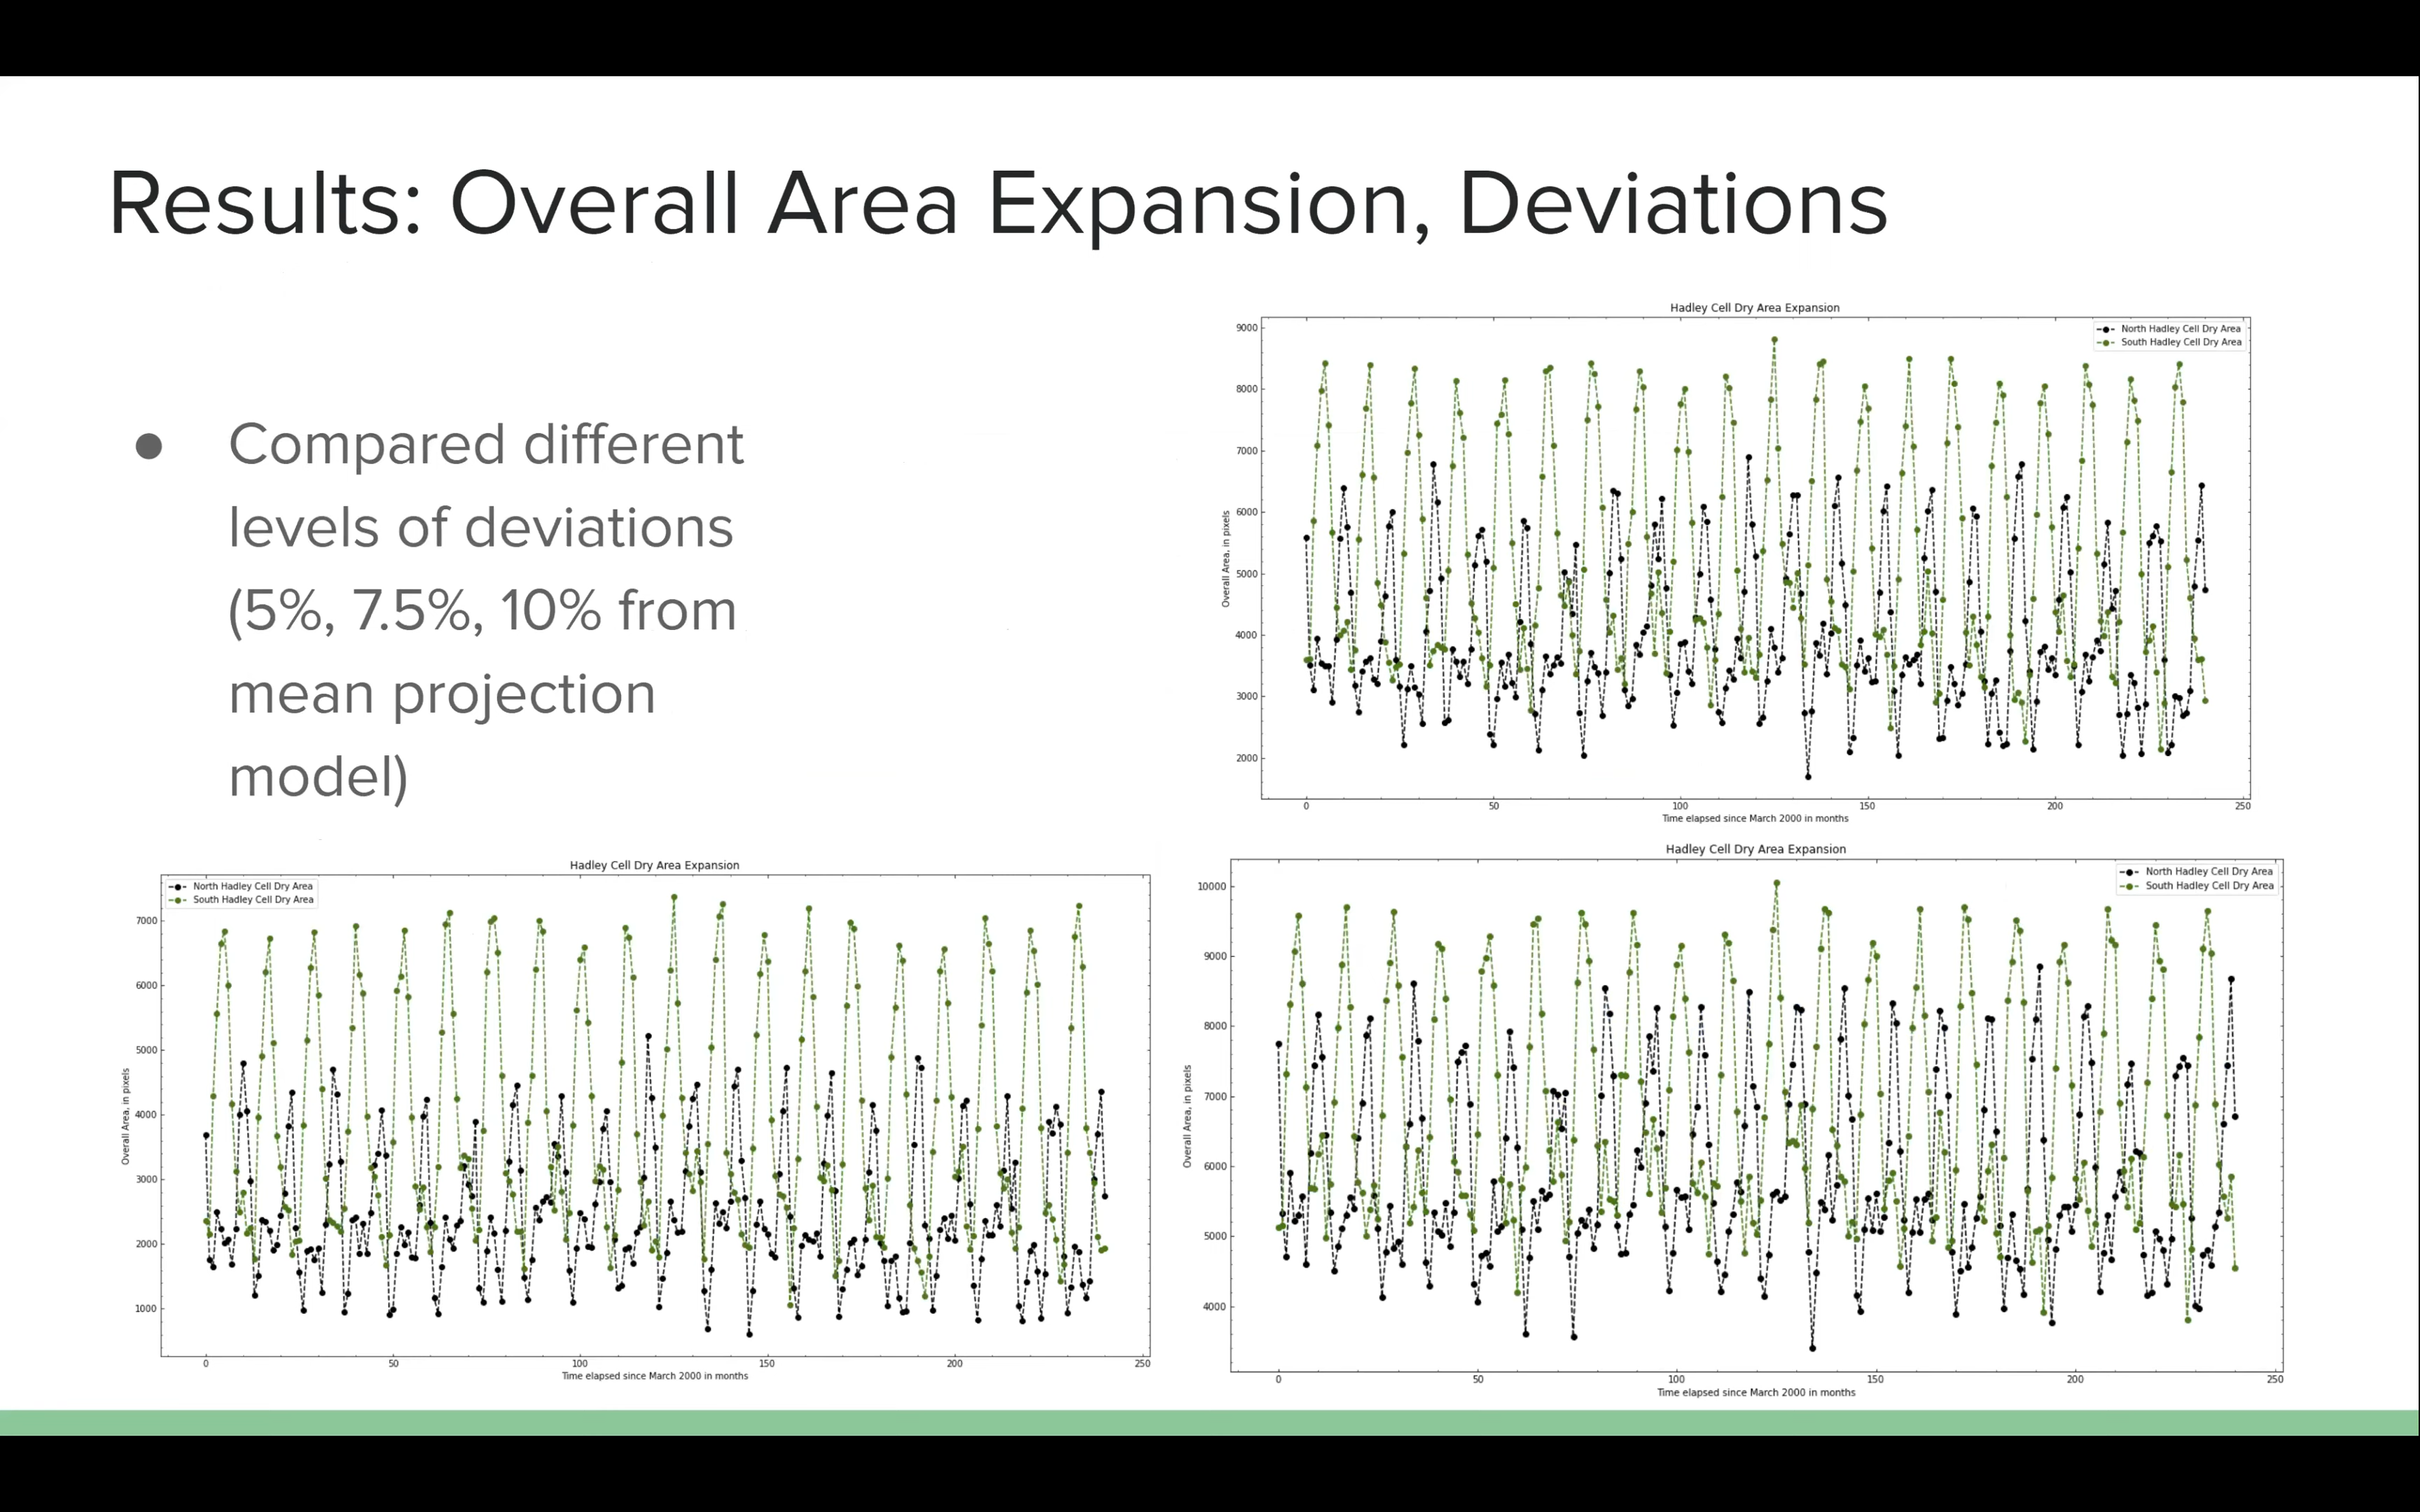 Results: Overall Area Expansion, Deviations
● Compared different
levels of deviations
(5%, 7.5%, 10% from
mean projection
model)
Hadley Cell Dry Area Expansion
North Hadley Cell Dry Area
South Hadley Cell Dry Area
9000
8000
7000
6000
5000
4000
3000
2000
Overall Area, in pixels
0 50 100 150 200 250
Time elapsed since March 2000 in months
Hadley Cell Dry Area Expansion
North Hadley Cell Dry Area
South Hadley Cell Dry Area
7000
6000
5000
4000
3000
2000
1000
Overall Area, in pixels
0 50 100 150 200 250
Time elapsed since March 2000 in months
Hadley Cell Dry Area Expansion
North Hadley Cell Dry Area
South Hadley Cell Dry Area
10000
9000
8000
7000
6000
5000
4000
Overall Area, in pixels
0 50 100 150 200 250
Time elapsed since March 2000 in months